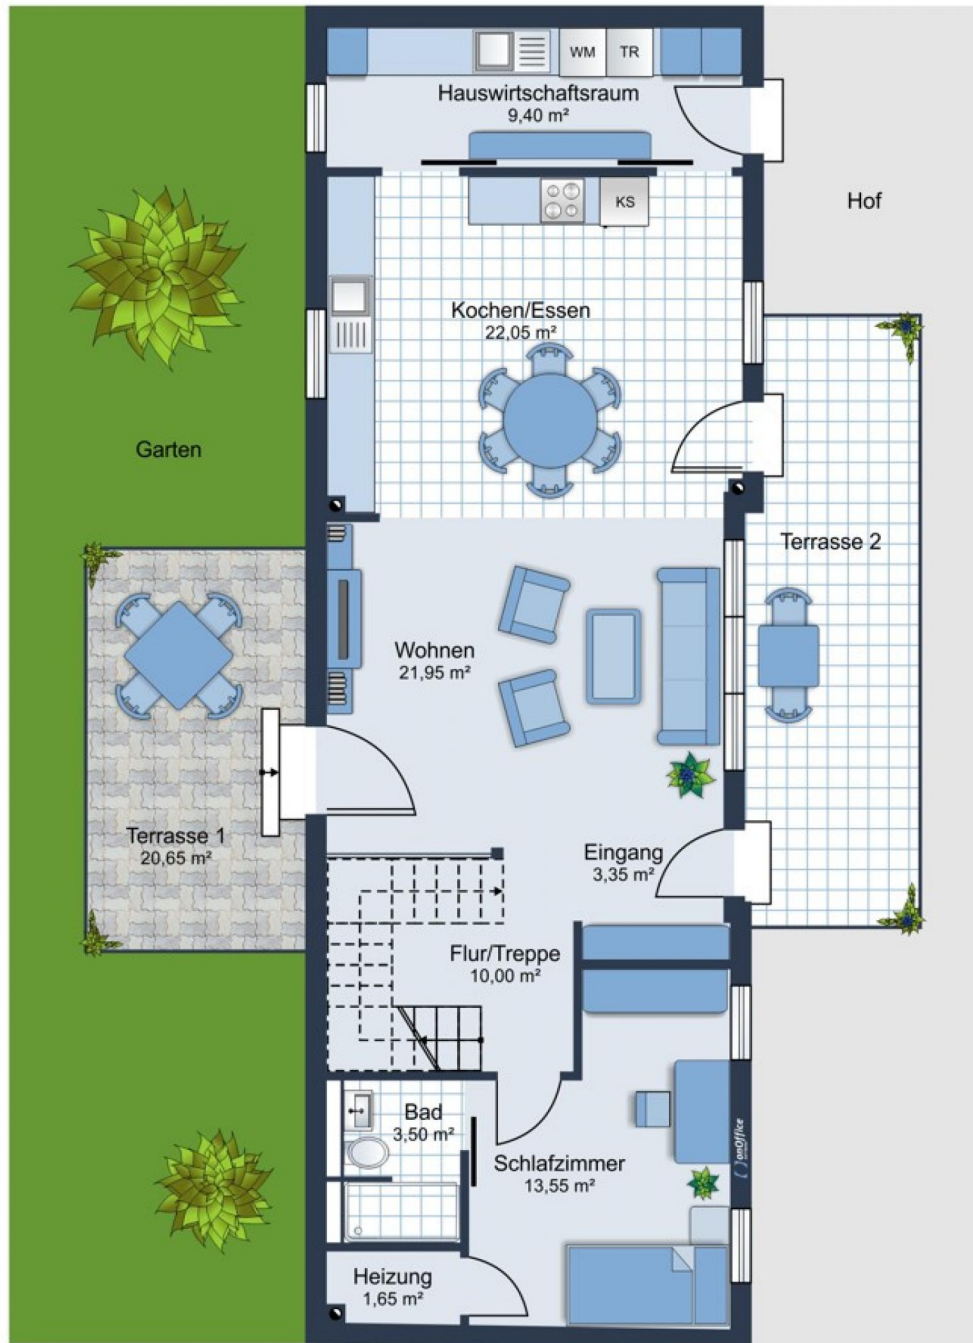 WM
TR
Hauswirtschaftsraum
9,40 m²
Hof
KS
Kochen/Essen
22,05 m²
Garten
Terrasse 2
Wohnen
21,95 m²
Terrasse 1
20,65 m²
Eingang
3,35 m²
Flur/Treppe
10,00 m²
Bad
3,50 m²
onOffice
Schlafzimmer
13,55 m²
Heizung
1,65 m²